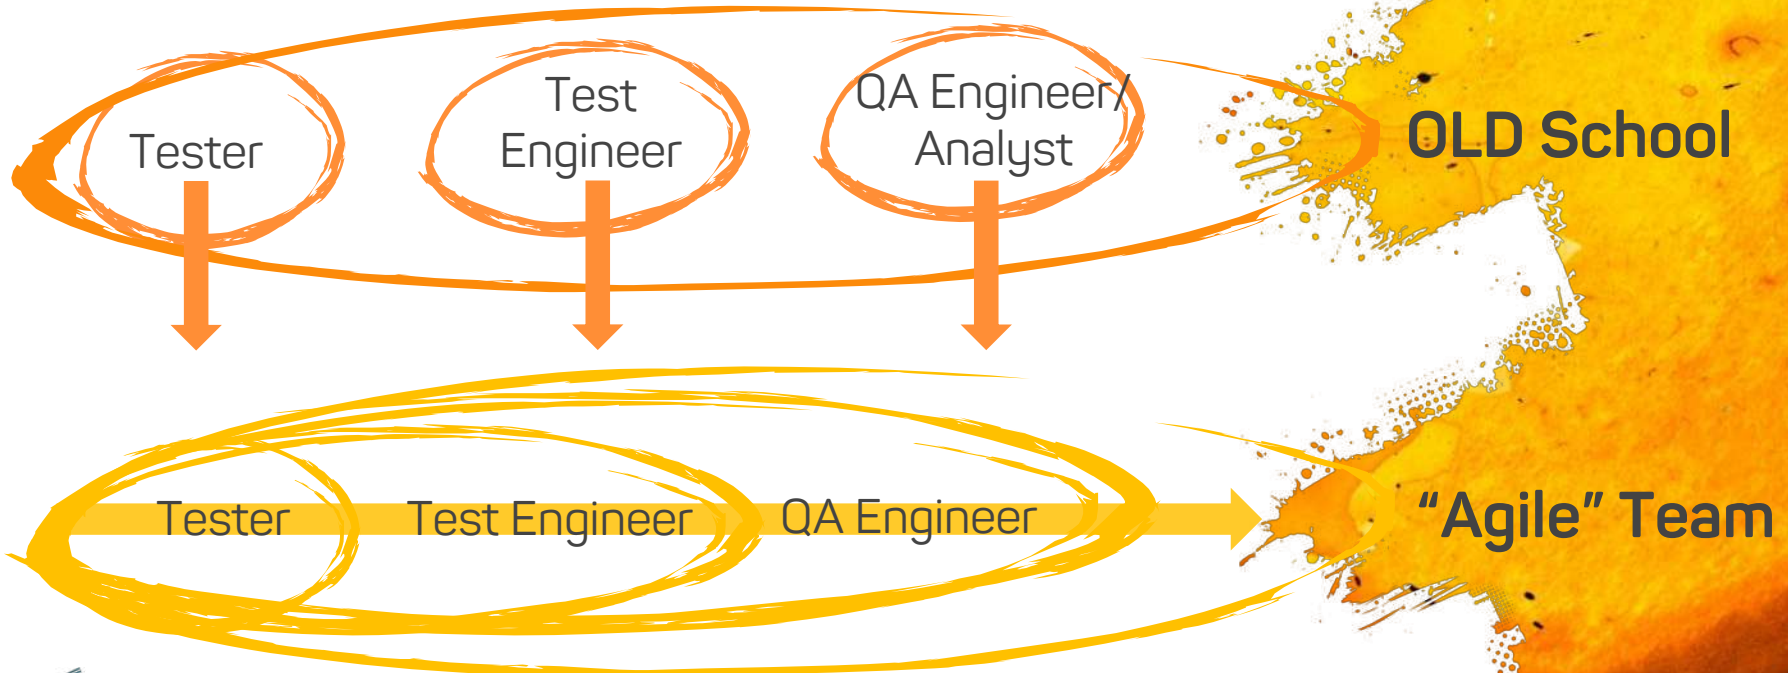 Tester
Test
Engineer
QA Engineer/
Analyst
OLD School
Tester
Test Engineer
QA Engineer
“Agile” Team